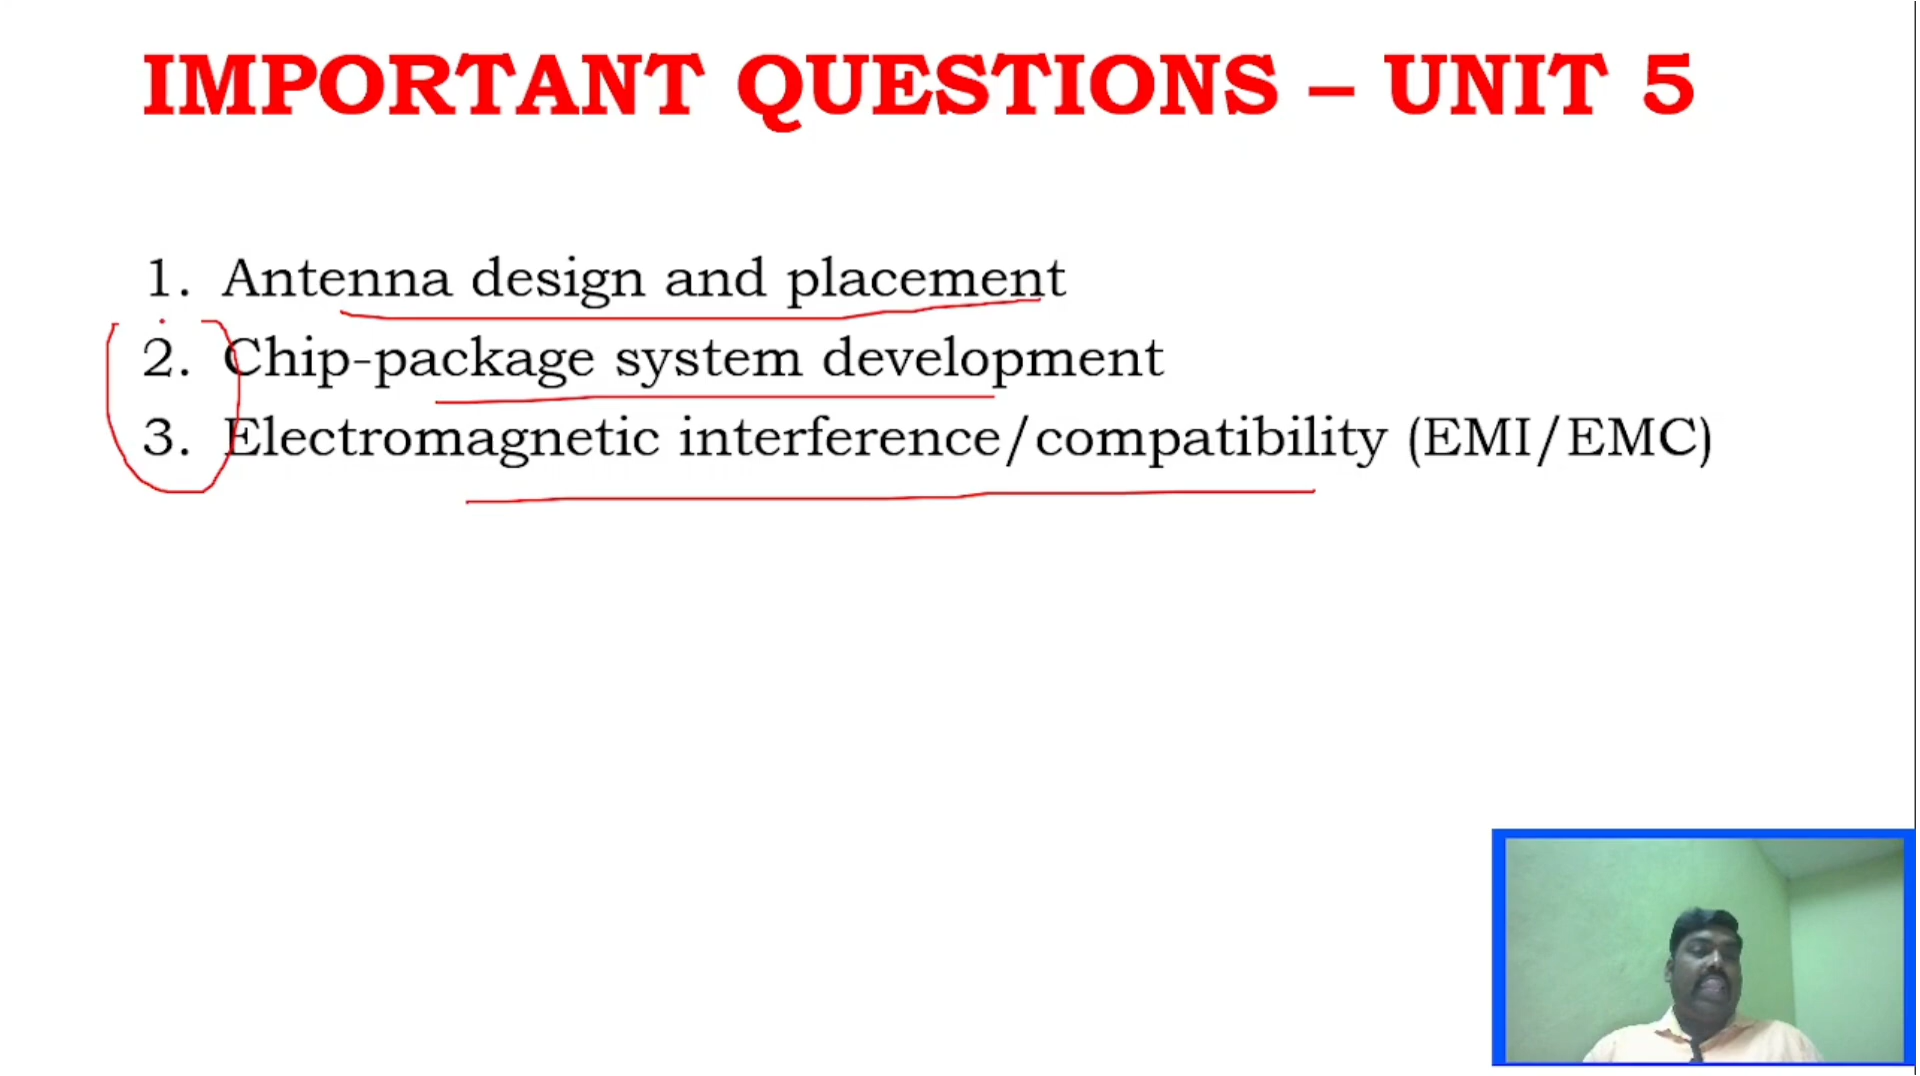 IMPORTANT QUESTIONS – UNIT 5
1. Antenna design and placement
2. Chip-package system development
3. Electromagnetic interference/compatibility (EMI/EMC)